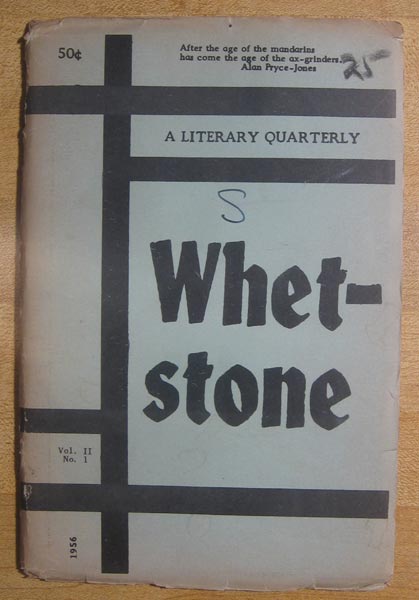 50¢
After the age of the mandarins
has come the age of the ax-grinders.
Alan Pryce-Jones
25
A LITERARY QUARTERLY
S
Whet-
stone
Vol. II
No. 1
1956